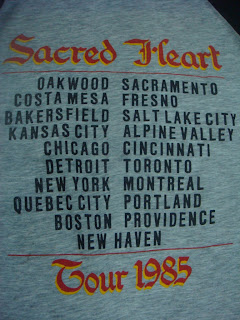 Sacred Heart
OAKWOOD SACRAMENTO
COSTA MESA FRESNO
BAKERSFIELD SALT LAKE CITY
KANSAS CITY ALPINE VALLEY
CHICAGO CINCINNATI
DETROIT TORONTO
NEW YORK MONTREAL
QUEBEC CITY PORTLAND
BOSTON PROVIDENCE
NEW HAVEN
Tour 1985